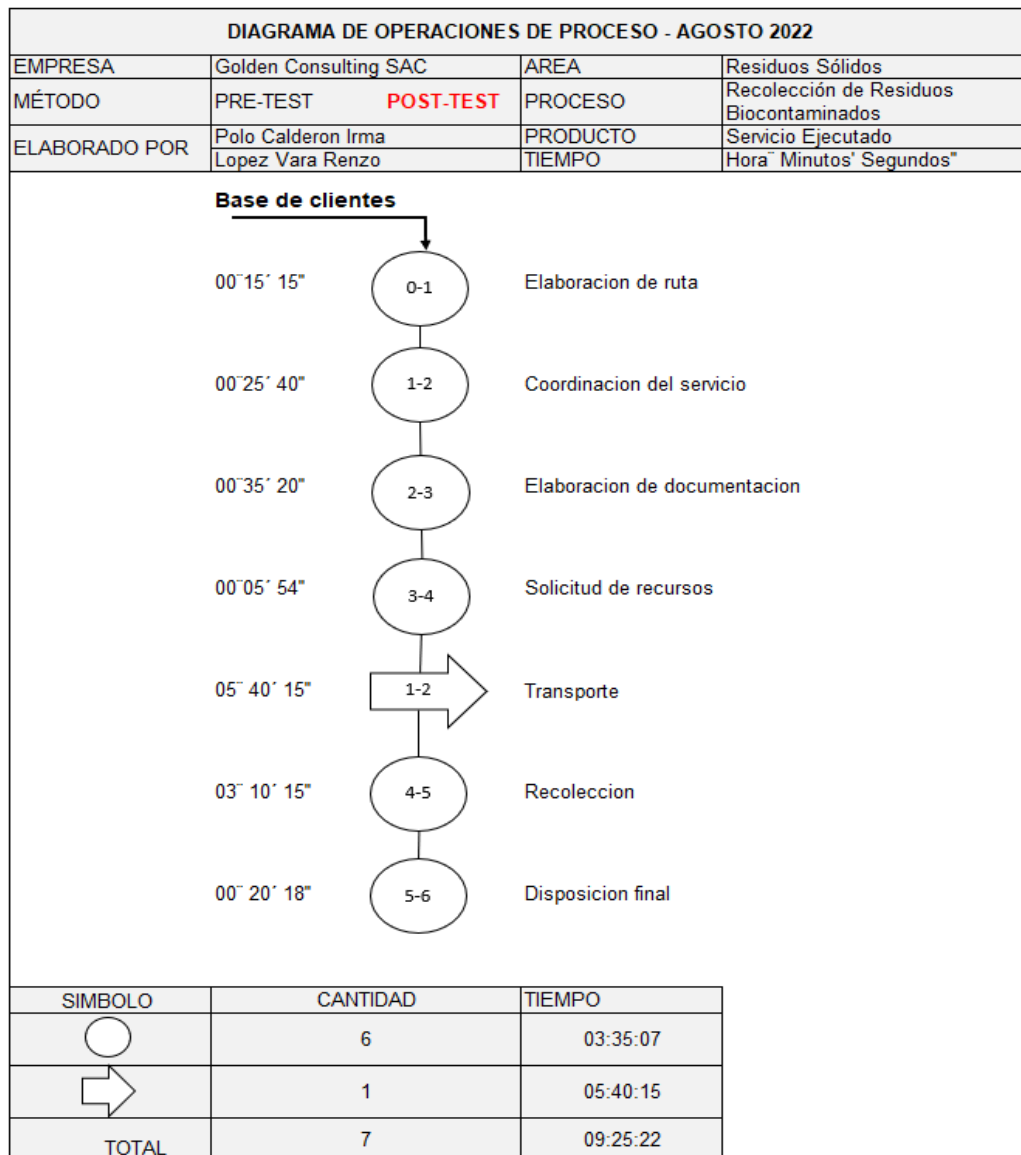 DIAGRAMA DE OPERACIONES DE PROCESO - AGOSTO 2022
EMPRESA Golden Consulting SAC AREA Residuos Sólidos
MÉTODO PRE-TEST POST-TEST PROCESO Recolección de Residuos
Biocontaminados
ELABORADO POR Polo Calderon Irma PRODUCTO Servicio Ejecutado
Lopez Vara Renzo TIEMPO Hora¨ Minutos' Segundos"
Base de clientes
00¨15´ 15" 0-1 Elaboracion de ruta
00¨25´ 40" 1-2 Coordinacion del servicio
00¨35´ 20" 2-3 Elaboracion de documentacion
00¨05´ 54" 3-4 Solicitud de recursos
05¨ 40´ 15" 1-2 Transporte
03¨ 10´ 15" 4-5 Recoleccion
00¨ 20´ 18" 5-6 Disposicion final
SIMBOLO CANTIDAD TIEMPO
6 03:35:07
1 05:40:15
TOTAL 7 09:25:22